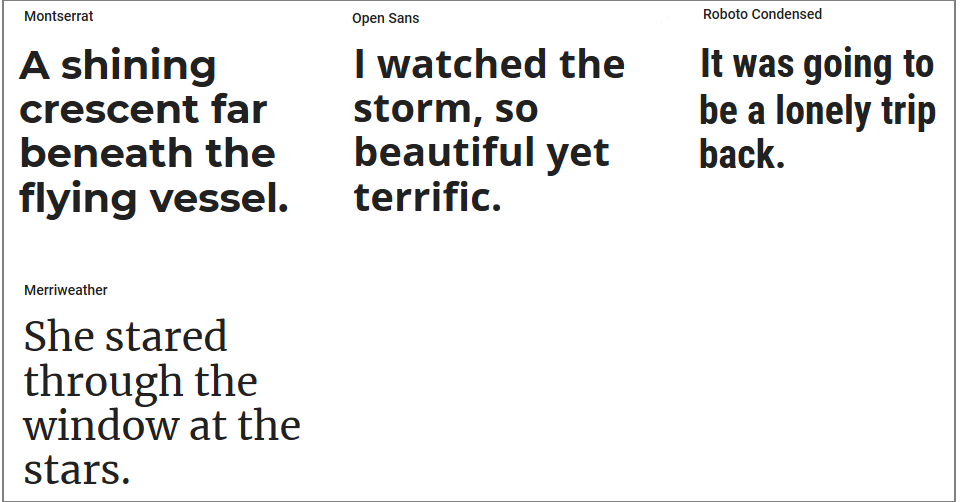 Montserrat
A shining
crescent far
beneath the
flying vessel.
Open Sans
I watched the
storm, so
beautiful yet
terrific.
Roboto Condensed
It was going to
be a lonely trip
back.
Merriweather
She stared
through the
window at the
stars.